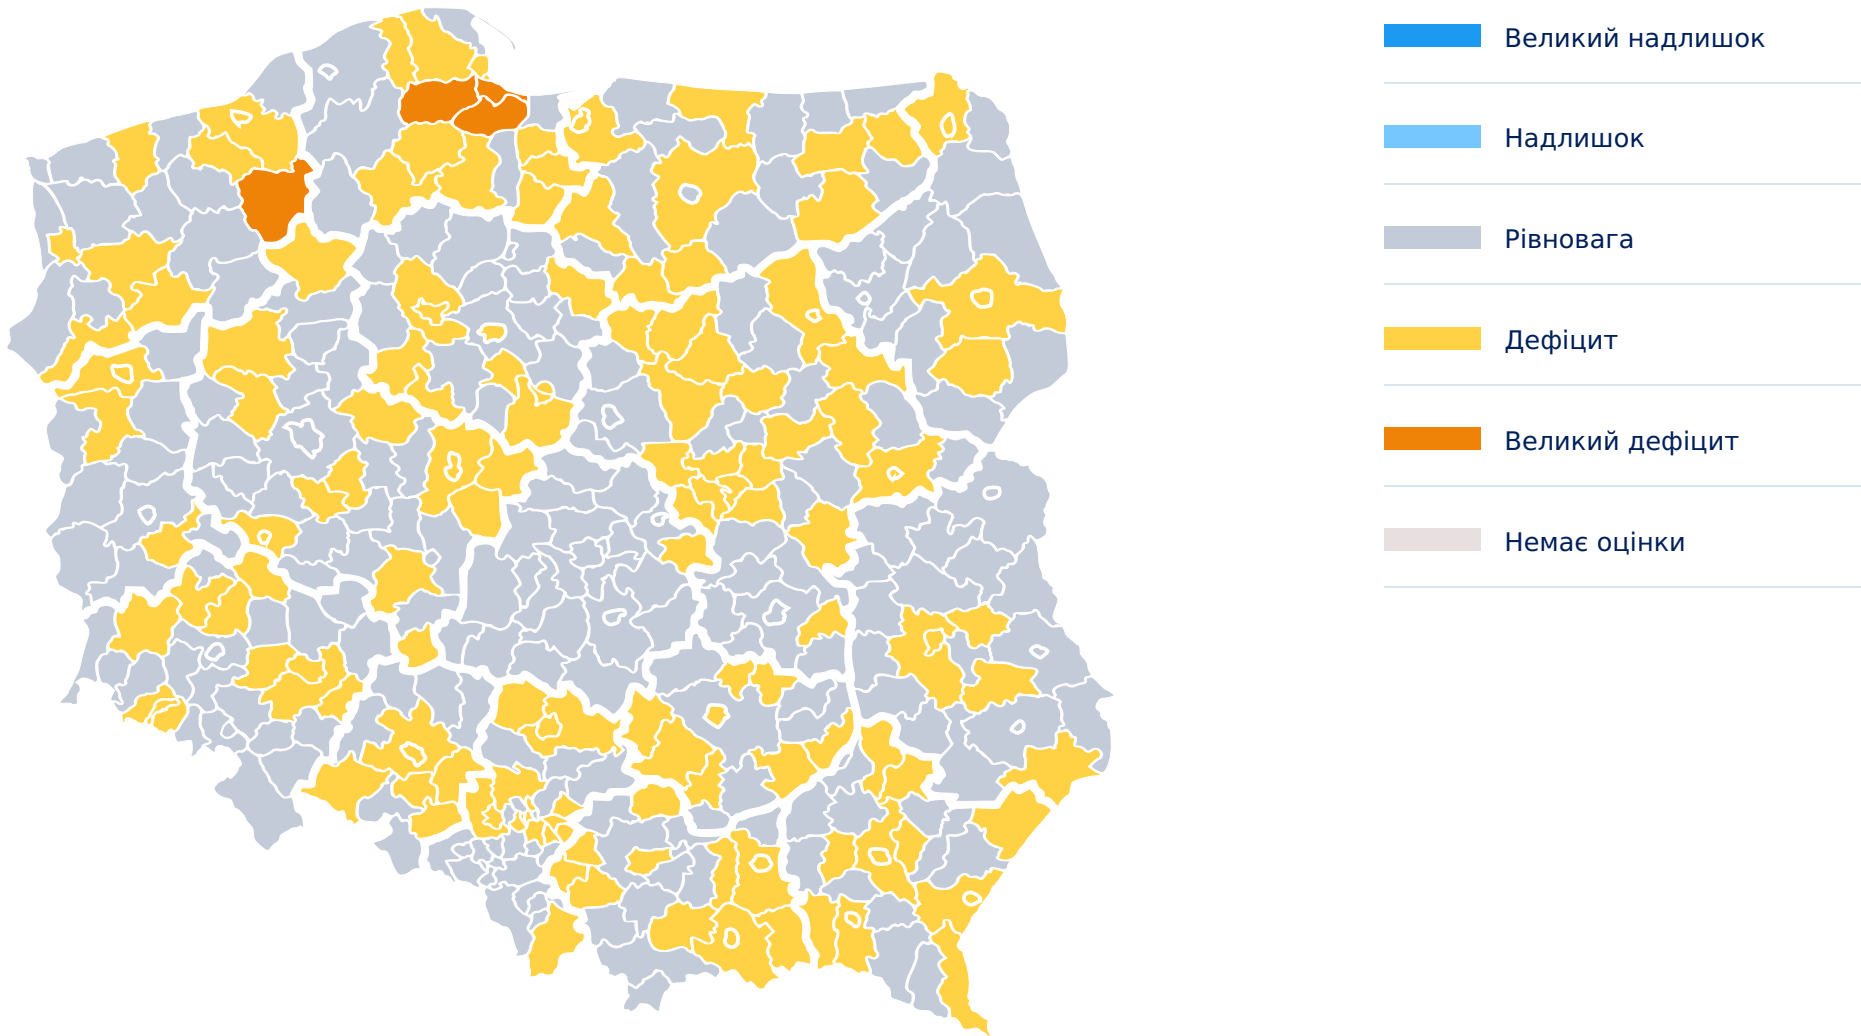 Великий надлишок
Надлишок
Рівновага
Дефіцит
Великий дефіцит
Немає оцінки